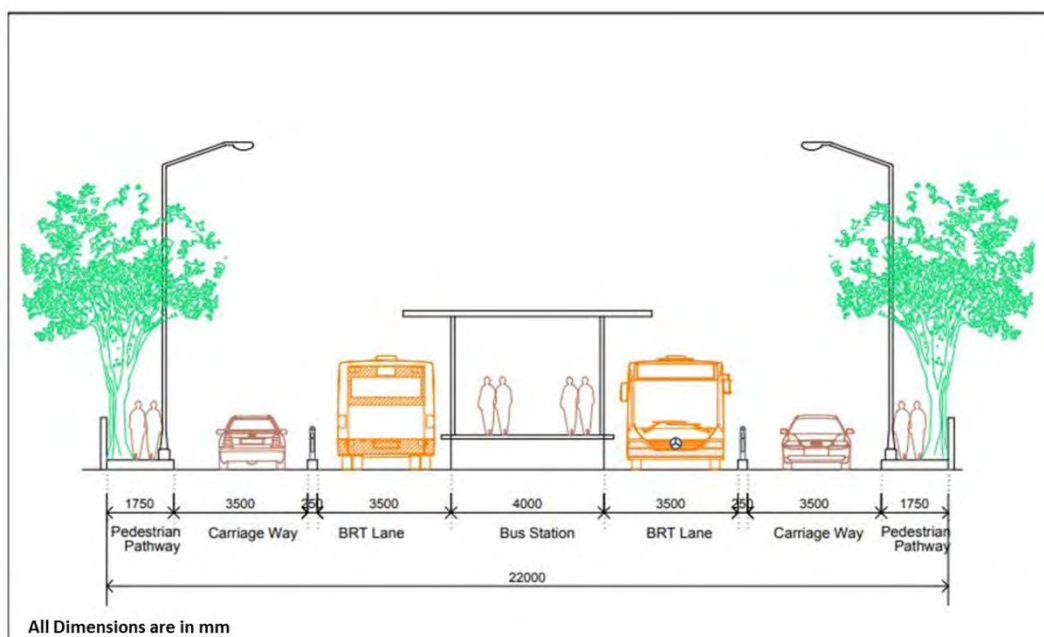 1750 3500 250 3500 4000 3500 250 3500 1750
Pedestrian Pathway Carriage Way BRT Lane Bus Station BRT Lane Carriage Way Pedestrian Pathway
22000
All Dimensions are in mm